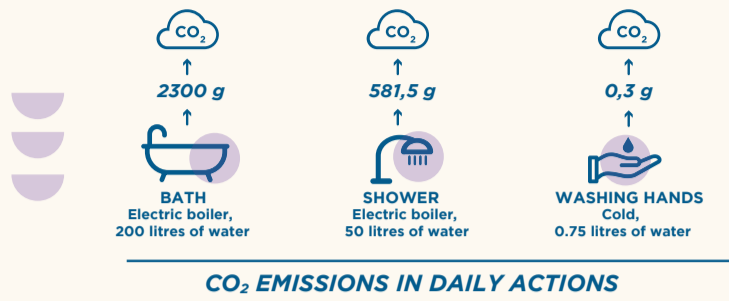 CO₂ CO₂ CO₂
2300 g 581,5 g 0,3 g
BATH SHOWER WASHING HANDS
Electric boiler, Electric boiler, Cold,
200 litres of water 50 litres of water 0.75 litres of water
CO₂ EMISSIONS IN DAILY ACTIONS